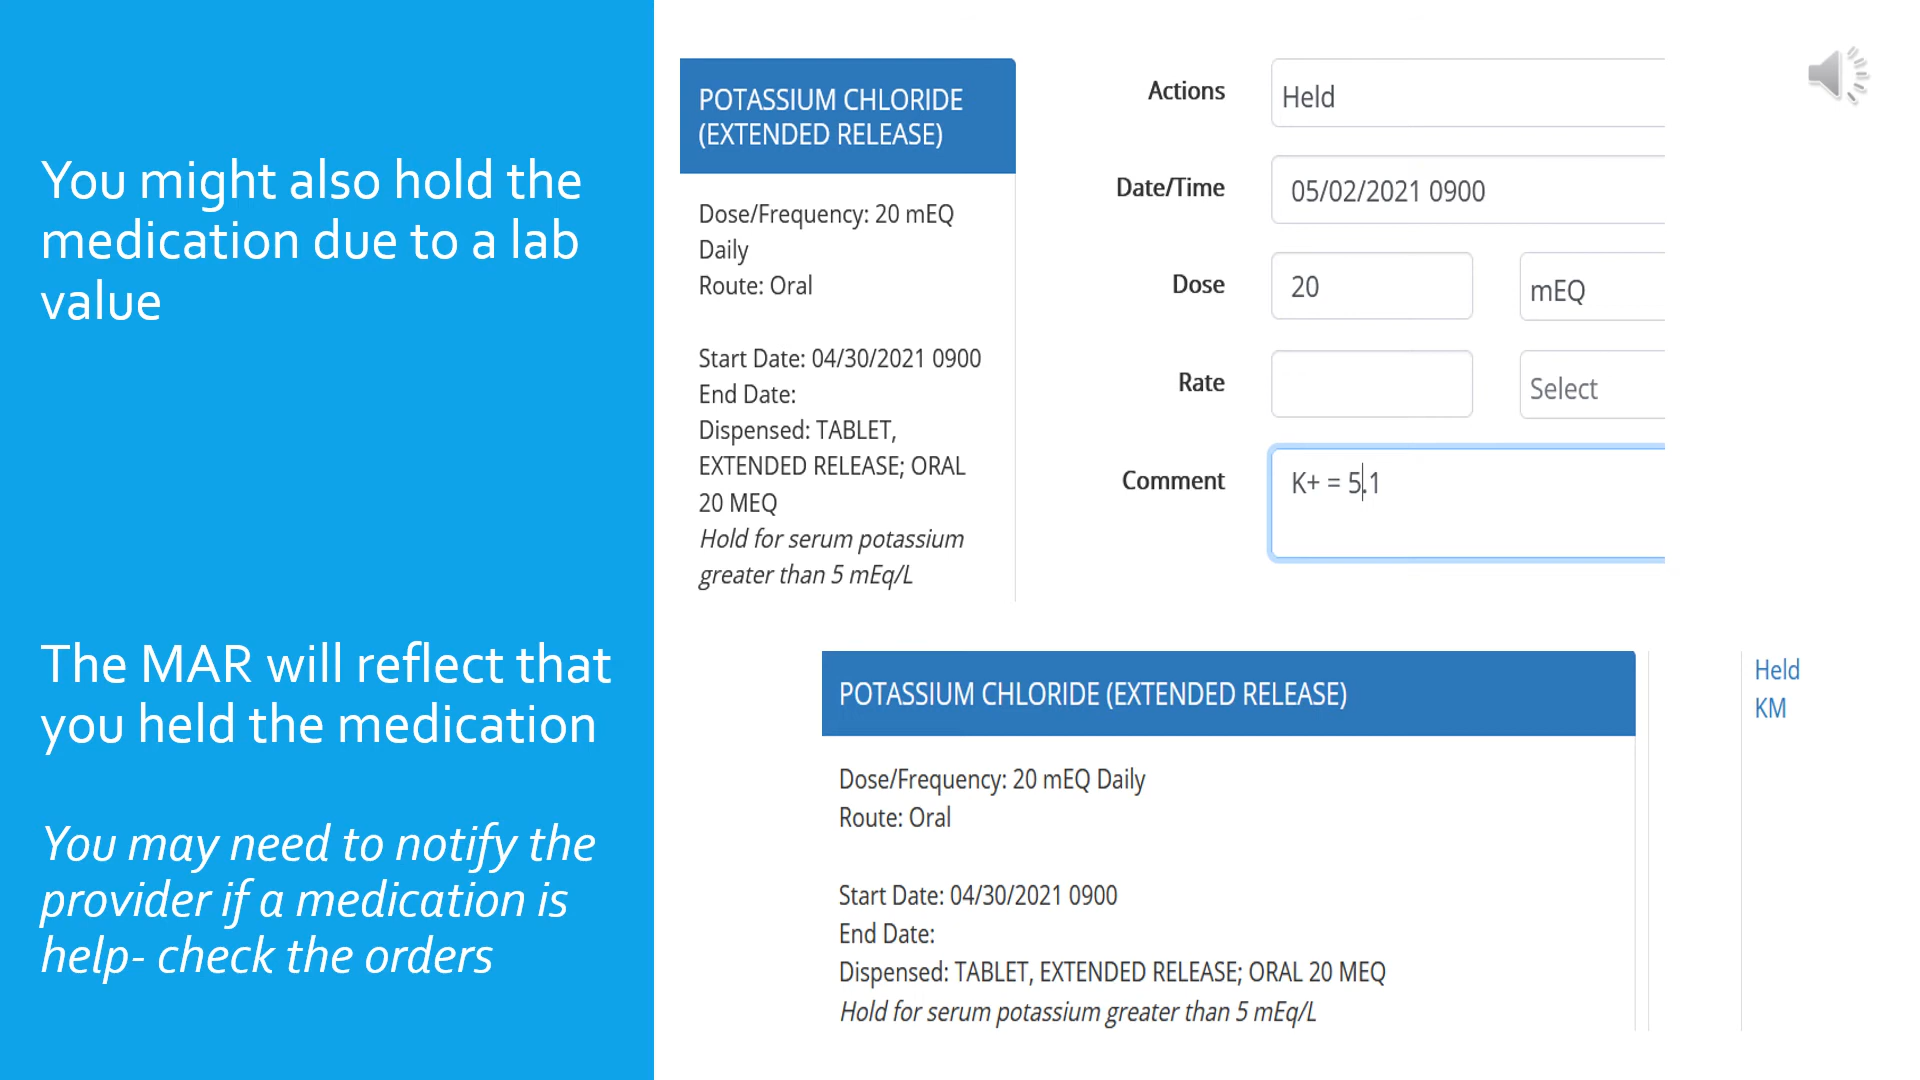 You might also hold the
medication due to a lab
value
The MAR will reflect that
you held the medication
You may need to notify the
provider if a medication is
help- check the orders
POTASSIUM CHLORIDE
(EXTENDED RELEASE)
Dose/Frequency: 20 mEQ
Daily
Route: Oral
Start Date: 04/30/2021 0900
End Date:
Dispensed: TABLET,
EXTENDED RELEASE; ORAL
20 MEQ
Hold for serum potassium
greater than 5 mEq/L
Actions Held
Date/Time 05/02/2021 0900
Dose 20 mEQ
Rate Select
Comment K+ = 5.1
POTASSIUM CHLORIDE (EXTENDED RELEASE)
Dose/Frequency: 20 mEQ Daily
Route: Oral
Start Date: 04/30/2021 0900
End Date:
Dispensed: TABLET, EXTENDED RELEASE; ORAL 20 MEQ
Hold for serum potassium greater than 5 mEq/L
Held
KM